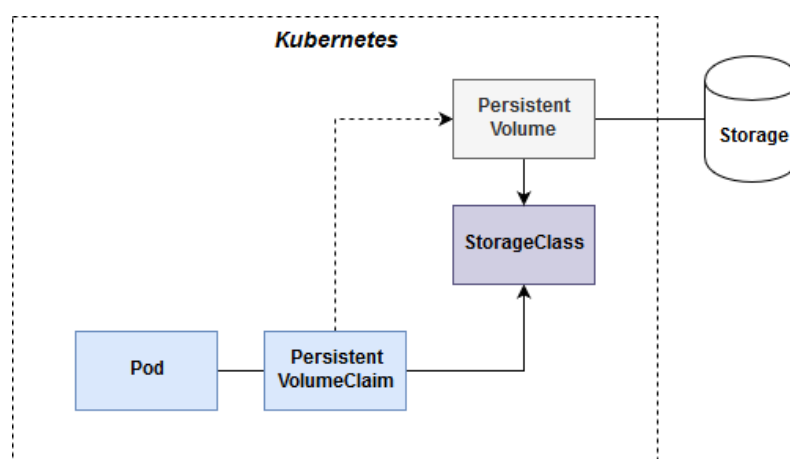 Kubernetes
Persistent
Volume
Storage
StorageClass
Pod
Persistent
VolumeClaim